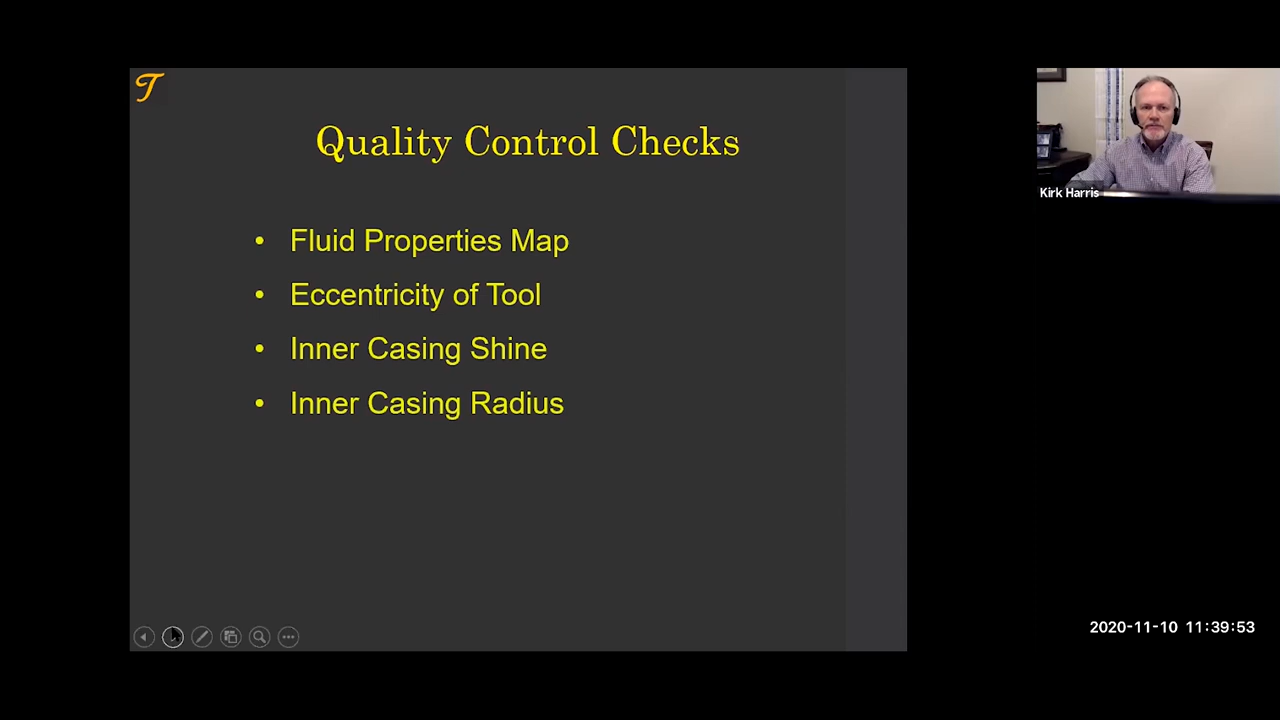 T
Quality Control Checks
• Fluid Properties Map
• Eccentricity of Tool
• Inner Casing Shine
• Inner Casing Radius
Kirk Harris
2020-11-10 11:39:53